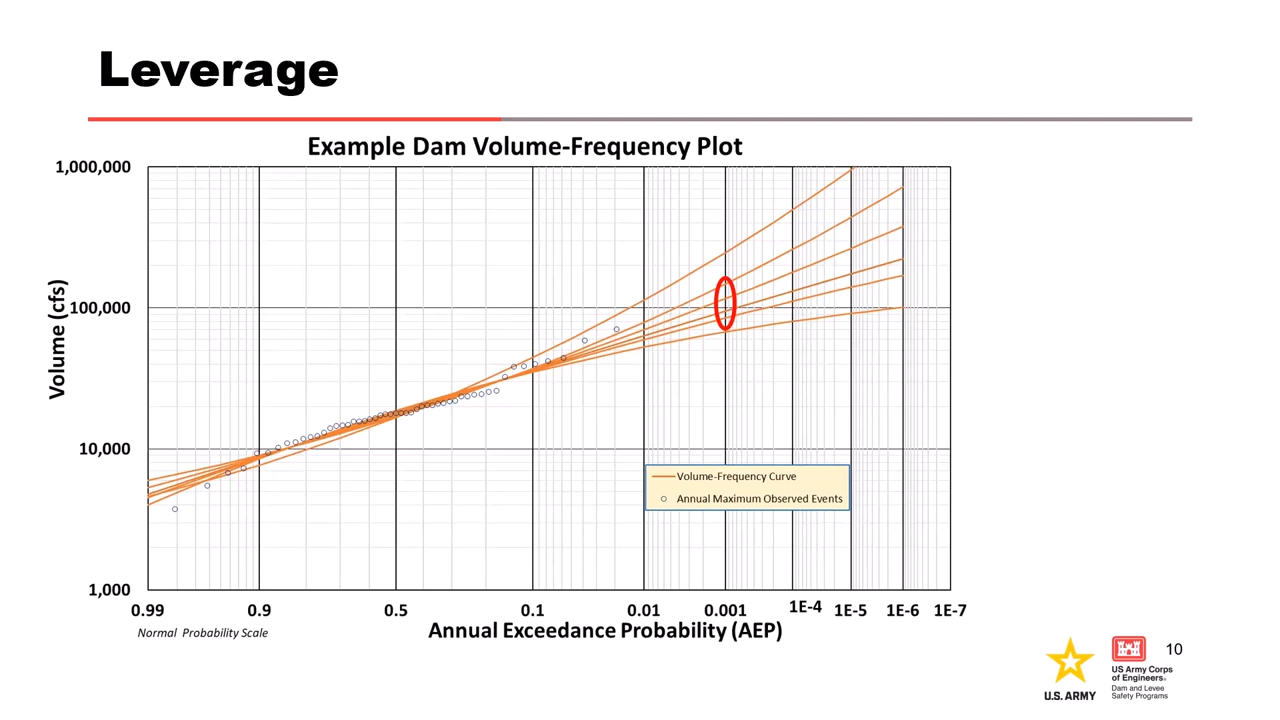 Leverage
Example Dam Volume-Frequency Plot
1,000,000
100,000
10,000
1,000
Volume (cfs)
Volume-Frequency Curve
Annual Maximum Observed Events
0.99 0.9 0.5 0.1 0.01 0.001 1E-4 1E-5 1E-6 1E-7
Normal Probability Scale
Annual Exceedance Probability (AEP)
10
U.S. ARMY
US Army Corps
of Engineers®
Dam and Levee
Safety Programs